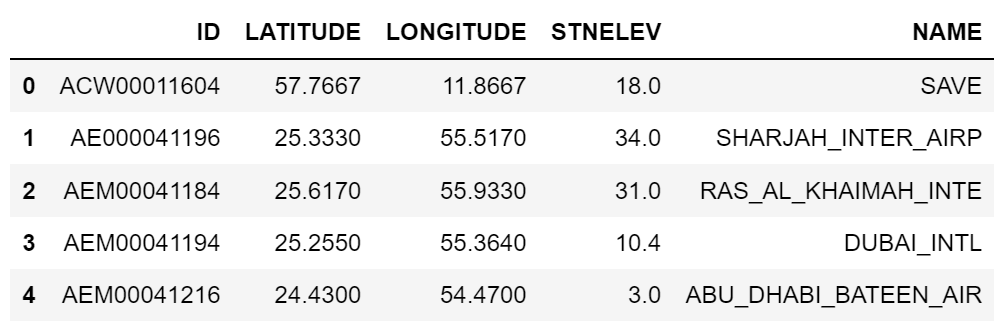 ID LATITUDE LONGITUDE STNELEV NAME
0 ACW00011604 57.7667 11.8667 18.0 SAVE
1 AE000041196 25.3330 55.5170 34.0 SHARJAH_INTER_AIRP
2 AEM00041184 25.6170 55.9330 31.0 RAS_AL_KHAIMAH_INTE
3 AEM00041194 25.2550 55.3640 10.4 DUBAI_INTL
4 AEM00041216 24.4300 54.4700 3.0 ABU_DHABI_BATEEN_AIR